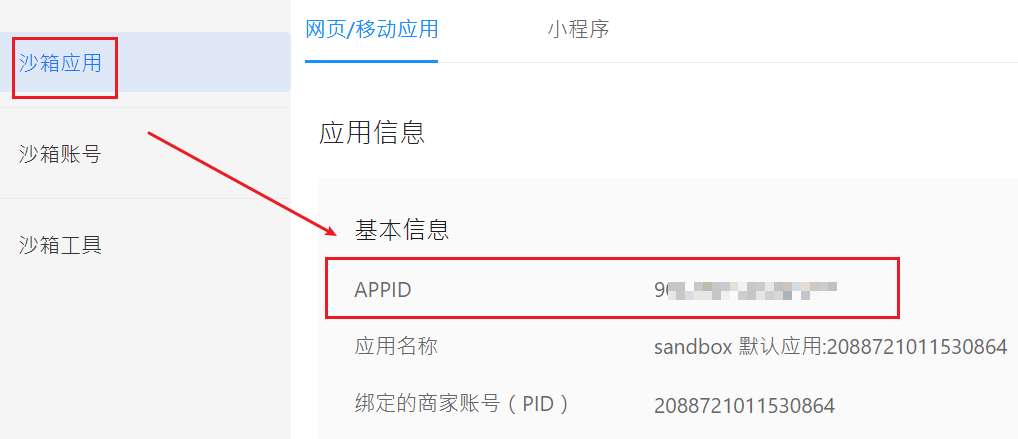 网页/移动应用
小程序
沙箱应用
沙箱账号
沙箱工具
应用信息
基本信息
APPID
应用名称
sandbox 默认应用:2088721011530864
绑定的商家账号（PID）
2088721011530864